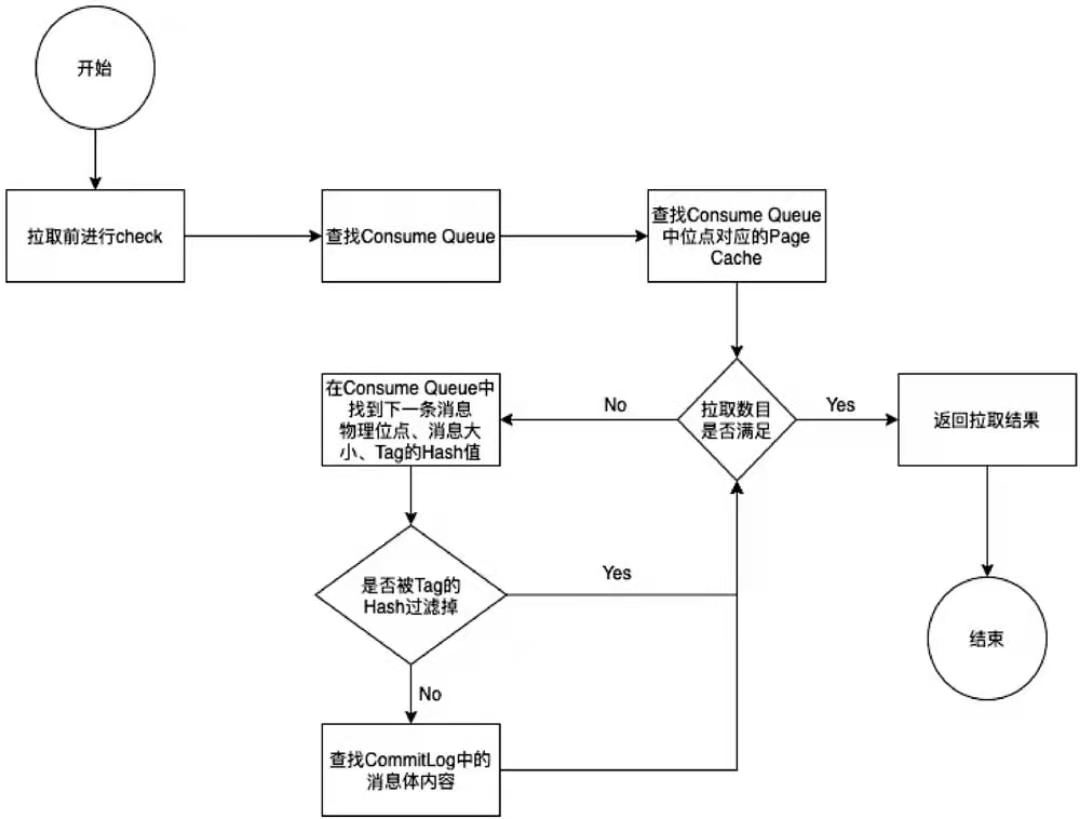 开始
拉取前进行check
查找Consume Queue
查找Consume Queue
中位点对应的Page
Cache
在Consume Queue中
找到下一条消息
物理位点、消息大
小、Tag的Hash值
No
拉取数目
是否满足
Yes
返回拉取结果
是否被Tag的
Hash过滤掉
Yes
结束
No
查找CommitLog中的
消息体内容